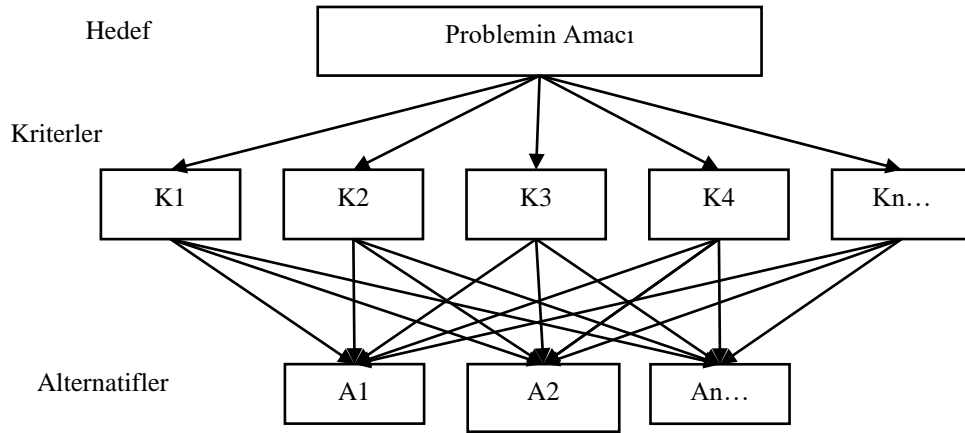 Hedef
Problemin Amacı
Kriterler
K1
K2
K3
K4
Kn…
Alternatifler
A1
A2
An…